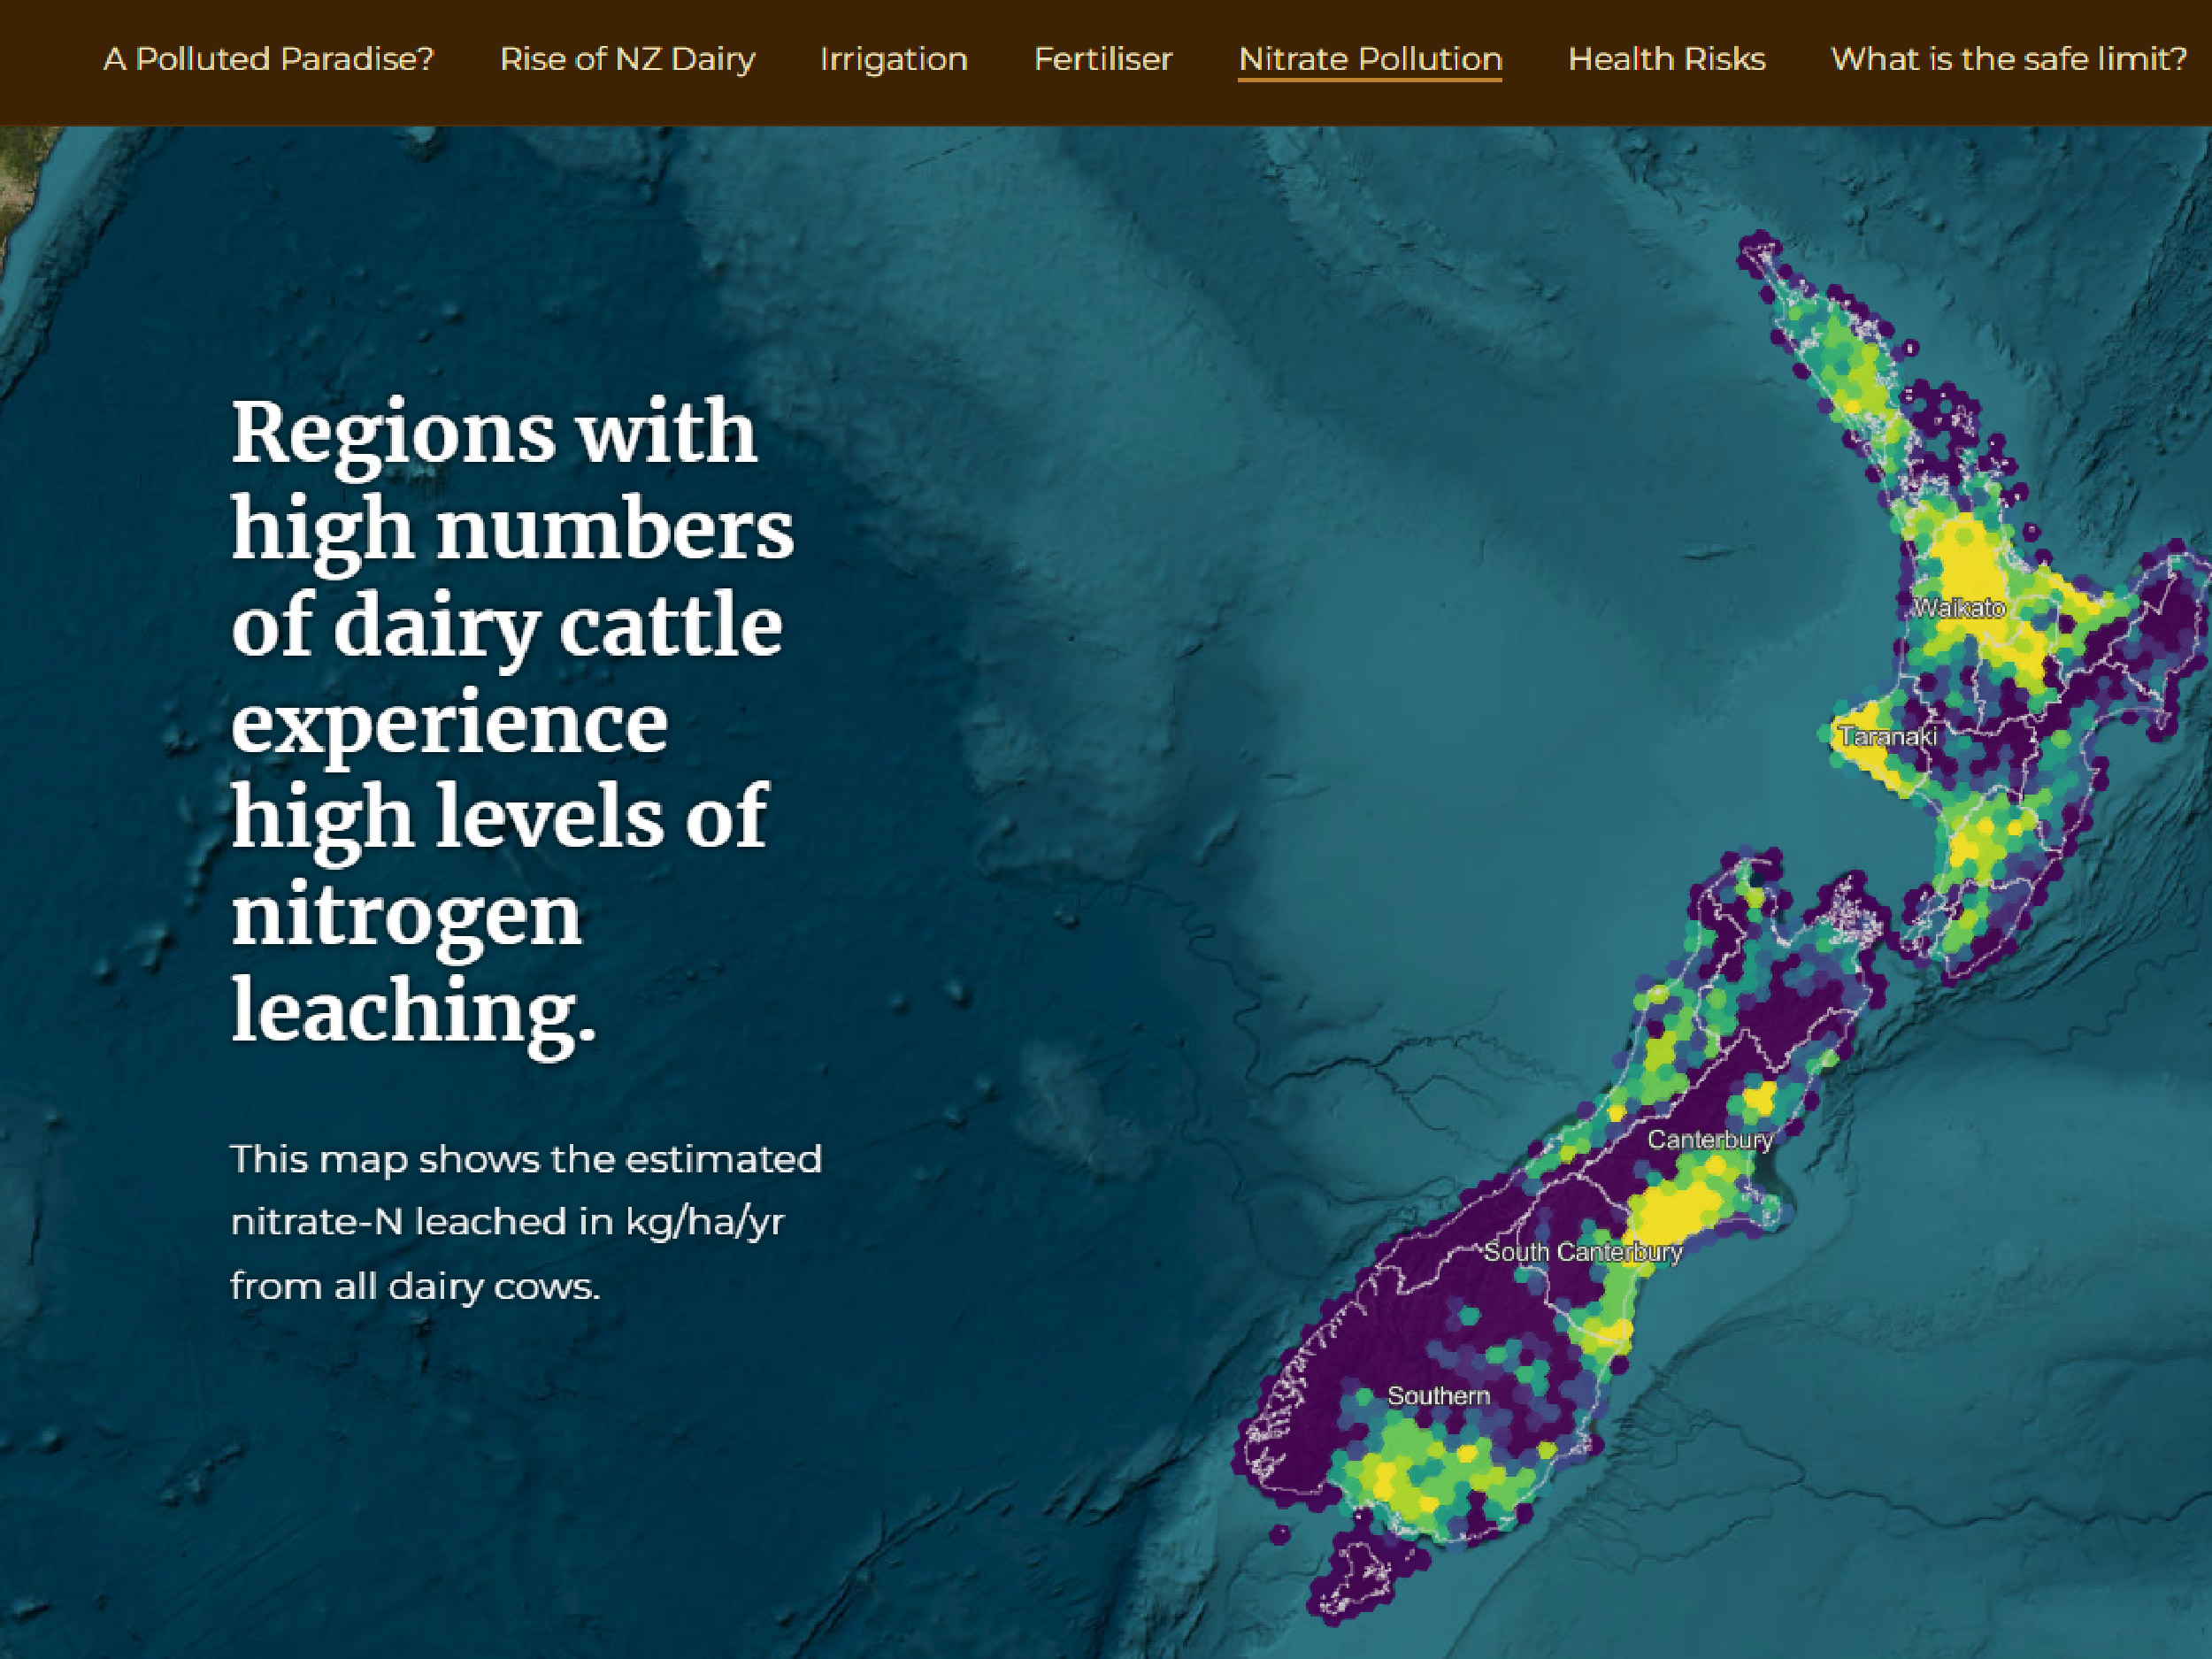 A Polluted Paradise? Rise of NZ Dairy Irrigation Fertiliser Nitrate Pollution Health Risks What is the safe limit?
Regions with
high numbers
of dairy cattle
experience
high levels of
nitrogen
leaching.
This map shows the estimated
nitrate-N leached in kg/ha/yr
from all dairy cows.
Waikato
Taranaki
Canterbury
South Canterbury
Southern